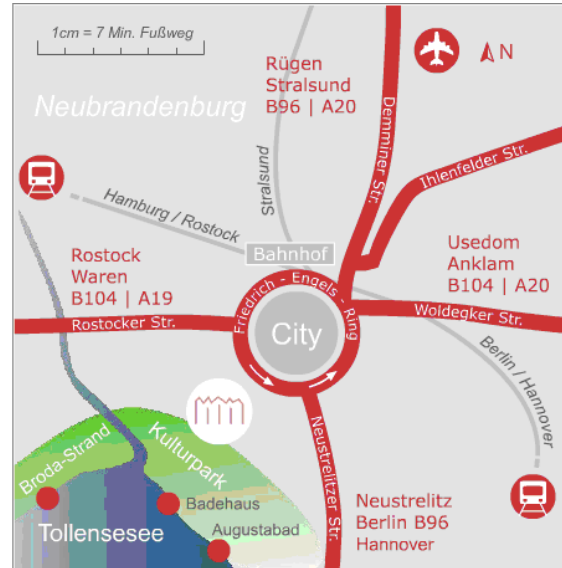 1cm = 7 Min. Fußweg
N
Rügen
Stralsund
B96 | A20
Neubrandenburg
Demminer Str.
Ihlenfelder Str.
Stralsund
Hamburg / Rostock
Bahnhof
Rostock
Waren
B104 | A19
Usedom
Anklam
B104 | A20
Friedrich - Engels - Ring
Rostocker Str.
City
Woldegker Str.
Berlin / Hannover
Broda-Strand
Kulturpark
Neustrelitzer Str.
Badehaus
Tollensesee
Augustabad
Neustrelitz
Berlin B96
Hannover